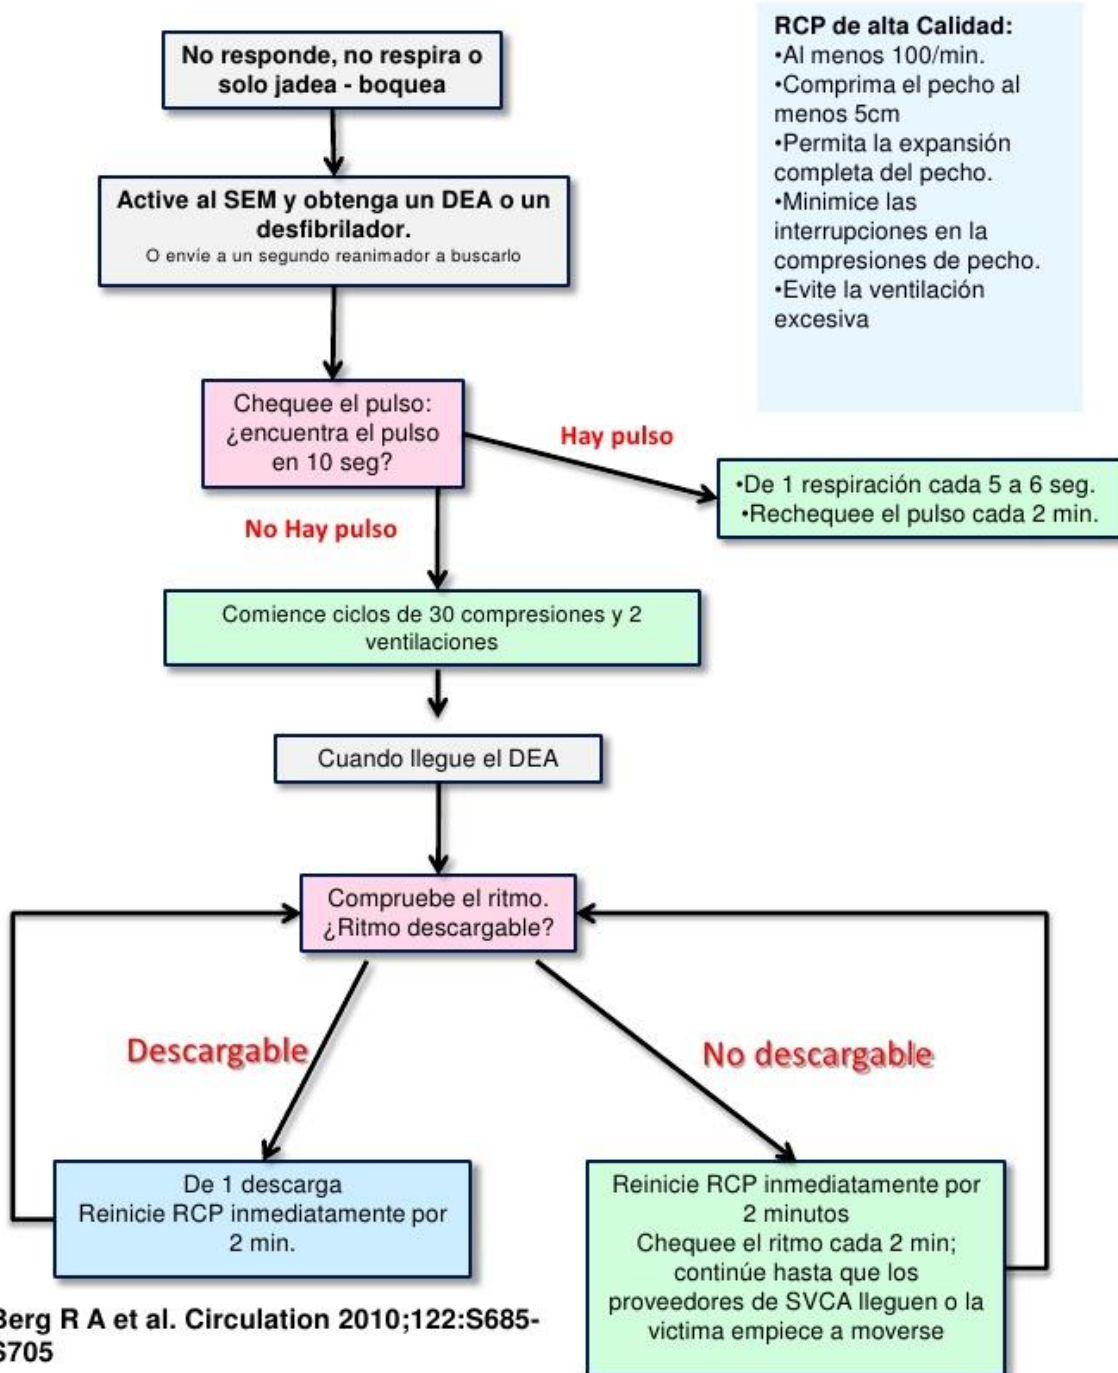 No responde, no respira o
solo jadea - boquea
RCP de alta Calidad:
•Al menos 100/min.
•Comprima el pecho al
menos 5cm
•Permita la expansión
completa del pecho.
•Minimice las
interrupciones en la
compresiones de pecho.
•Evite la ventilación
excesiva
Active al SEM y obtenga un DEA o un
desfibrilador.
O envíe a un segundo reanimador a buscarlo
Chequee el pulso:
¿encuentra el pulso
en 10 seg?
Hay pulso
•De 1 respiración cada 5 a 6 seg.
•Rechequee el pulso cada 2 min.
No Hay pulso
Comience ciclos de 30 compresiones y 2
ventilaciones
Cuando llegue el DEA
Compruebe el ritmo.
¿Ritmo descargable?
Descargable
No descargable
De 1 descarga
Reinicie RCP inmediatamente por
2 min.
Reinicie RCP inmediatamente por
2 minutos
Chequee el ritmo cada 2 min;
continúe hasta que los
proveedores de SVCA lleguen o la
victima empiece a moverse
Berg R A et al. Circulation 2010;122:S685-
S705